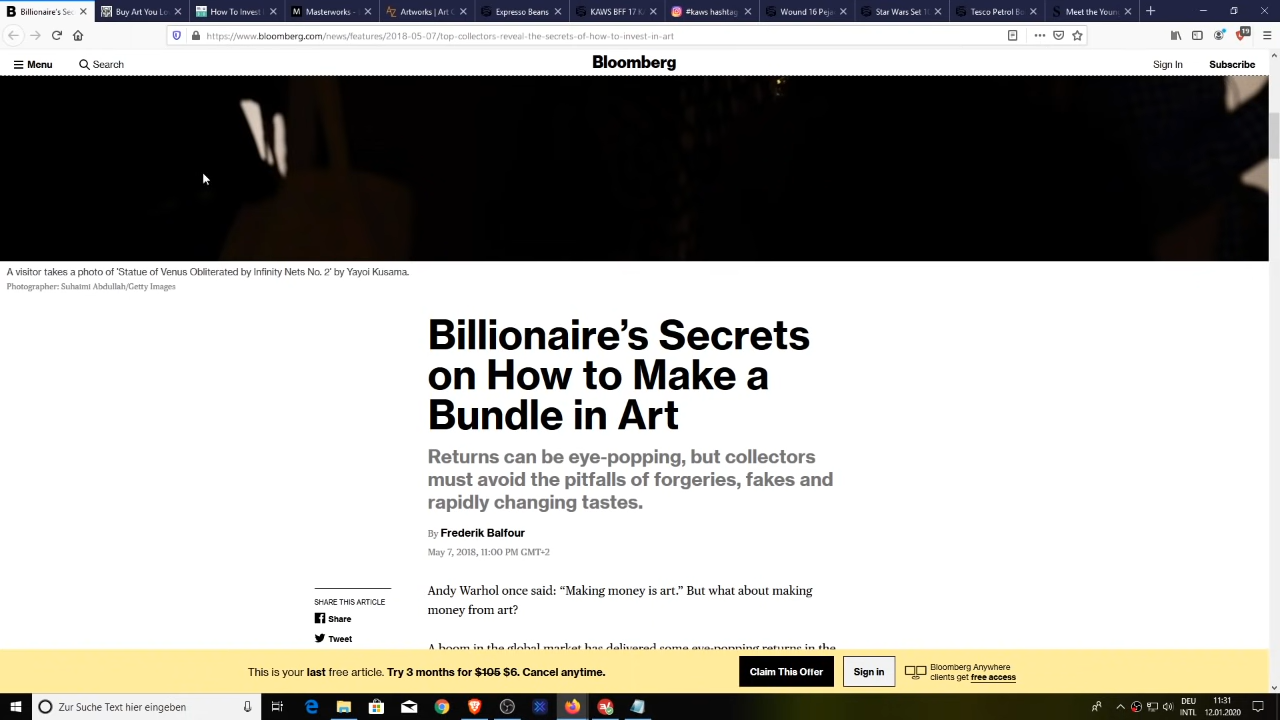 Billionaire's Sec
Buy Art You Lo
How To Invest
Masterworks -
Artworks | Art C
Expresso Beans
KAWS BFF 17 K
#kaws hashtag
Wound 16 Peja
Star Wars Set 1
Tesco Petrol B
Meet the Young
https://www.bloomberg.com/news/features/2018-05-07/top-collectors-reveal-the-secrets-of-how-to-invest-in-art
19
Menu
Search
Bloomberg
Sign In
Subscribe
A visitor takes a photo of 'Statue of Venus Obliterated by Infinity Nets No. 2' by Yayoi Kusama.
Photographer: Suhaimi Abdullah/Getty Images
Billionaire's Secrets
on How to Make a
Bundle in Art
Returns can be eye-popping, but collectors
must avoid the pitfalls of forgeries, fakes and
rapidly changing tastes.
By Frederik Balfour
May 7, 2018, 11:00 PM GMT+2
Andy Warhol once said: “Making money is art.” But what about making
money from art?
SHARE THIS ARTICLE
Share
Tweet
A boom in the global market has delivered some eye-popping returns in the
This is your last free article. Try 3 months for $105 $6. Cancel anytime.
Claim This Offer
Sign in
Bloomberg Anywhere
clients get free access
Zur Suche Text hier eingeben
DEU
INTL
11:31
12.01.2020